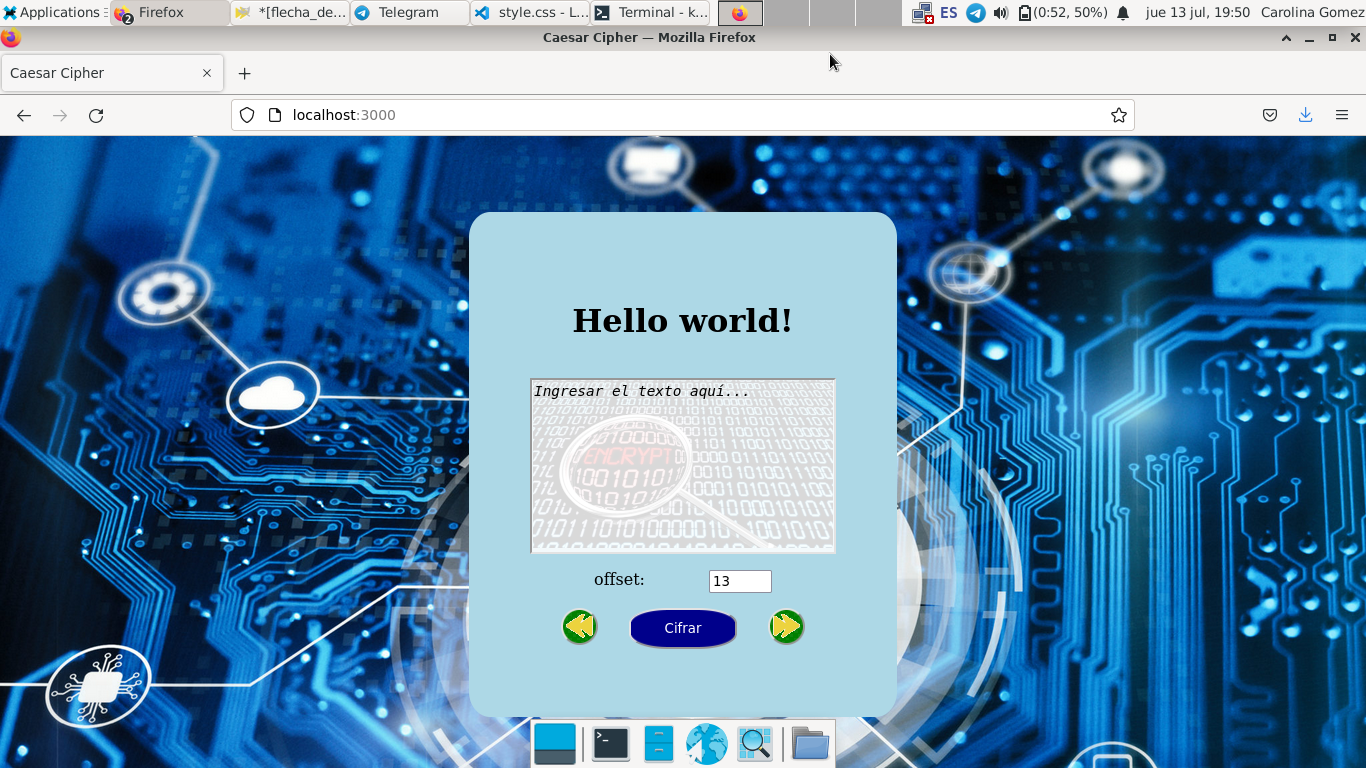 Applications
2
Firefox
*[flecha_de...
Telegram
style.css - L...
Terminal - k...
ES
(0:52, 50%)
jue 13 jul, 19:50
Carolina Gomez
Caesar Cipher — Mozilla Firefox
Caesar Cipher
localhost:3000
Hello world!
Ingresar el texto aquí...
ENCRYPT
offset:
13
Cifrar